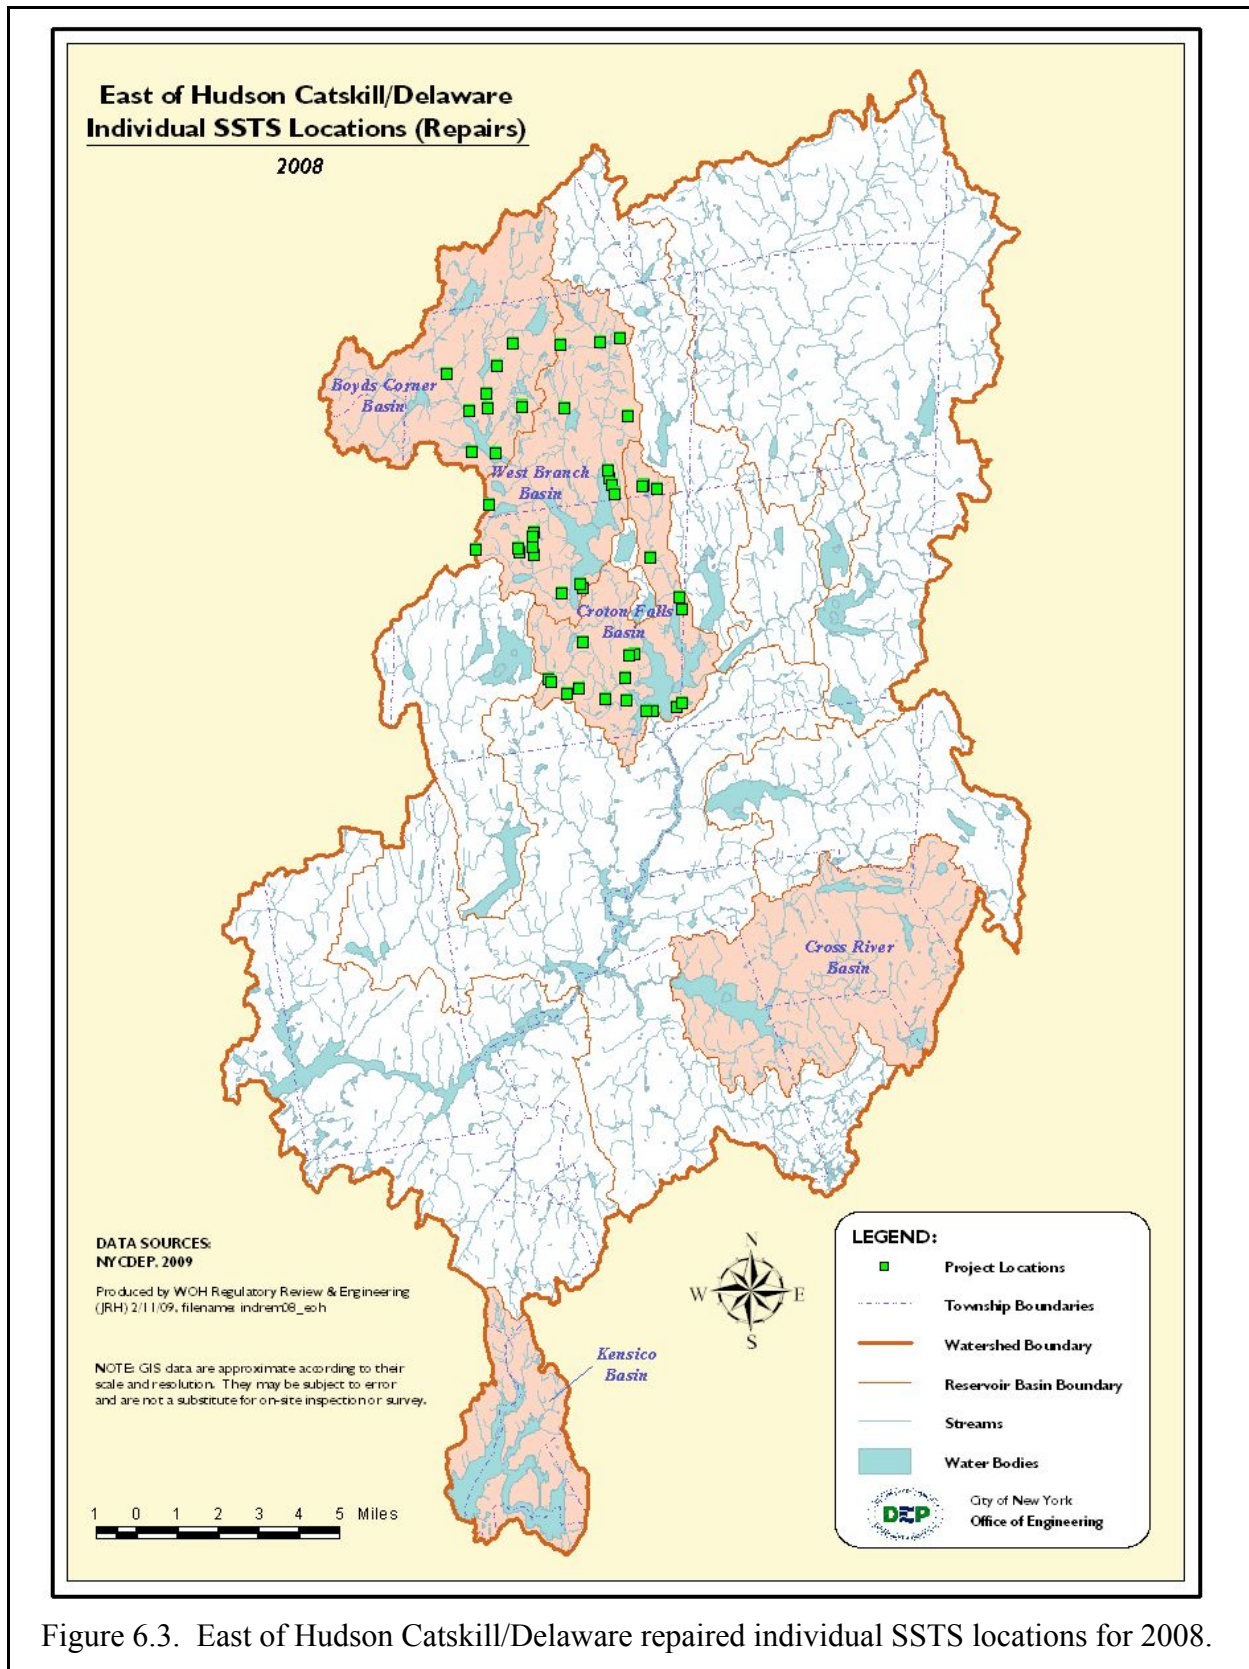 East of Hudson Catskill/Delaware
Individual SSTS Locations (Repairs)
2008
Boyds Corner
Basin
West Branch
Basin
Croton Falls
Basin
Cross River
Basin
Kensico
Basin
DATA SOURCES:
NYCDEP, 2009
Produced by WOH Regulatory Review & Engineering
(JRH) 2/11/09, filename: indrem08_eoh
NOTE: GIS data are approximate according to their
scale and resolution. They may be subject to error
and are not a substitute for on-site inspection or survey.
1 0 1 2 3 4 5 Miles
N
W E
S
LEGEND:
Project Locations
Township Boundaries
Watershed Boundary
Reservoir Basin Boundary
Streams
Water Bodies
DEP
City of New York
Office of Engineering
Figure 6.3. East of Hudson Catskill/Delaware repaired individual SSTS locations for 2008.